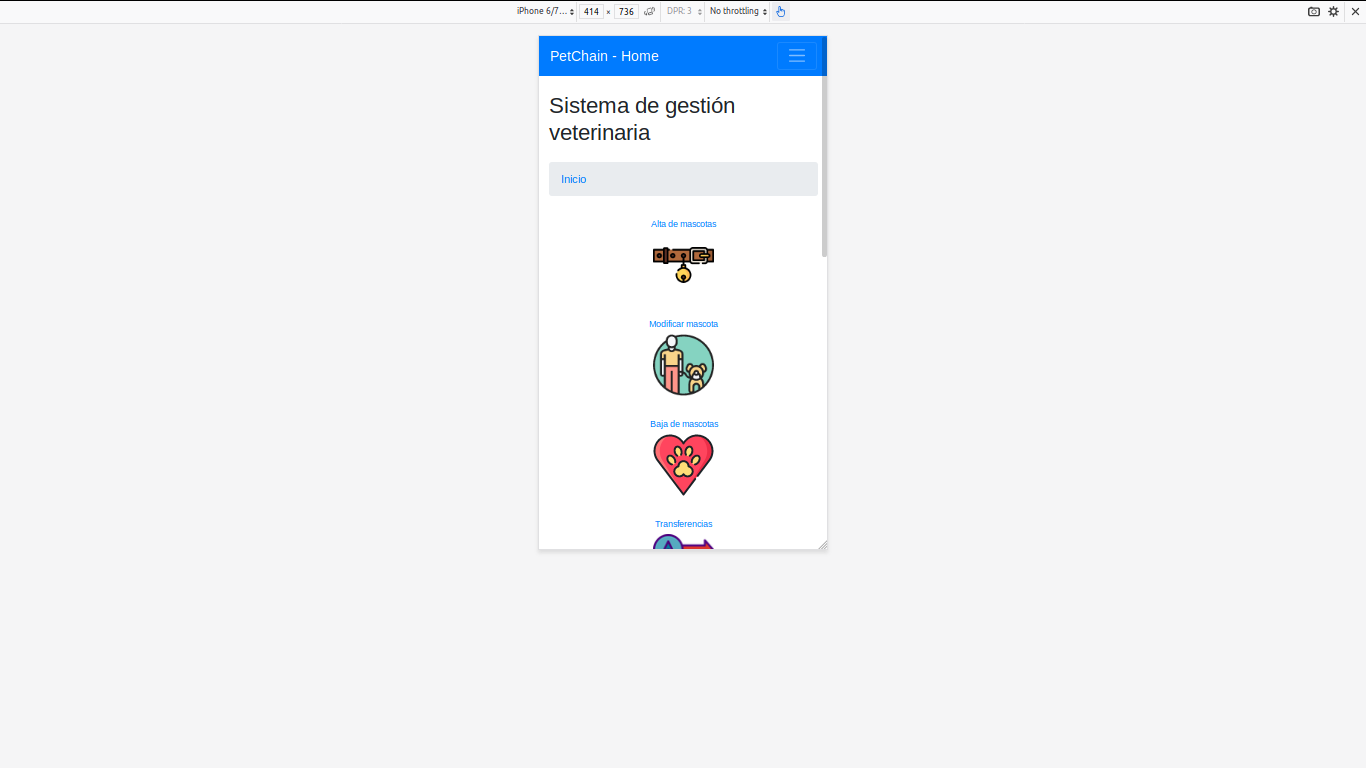 iPhone 6/7... 414 × 736 DPR: 3 No throttling
PetChain - Home
Sistema de gestión
veterinaria
Inicio
Alta de mascotas
Modificar mascota
Baja de mascotas
Transferencias